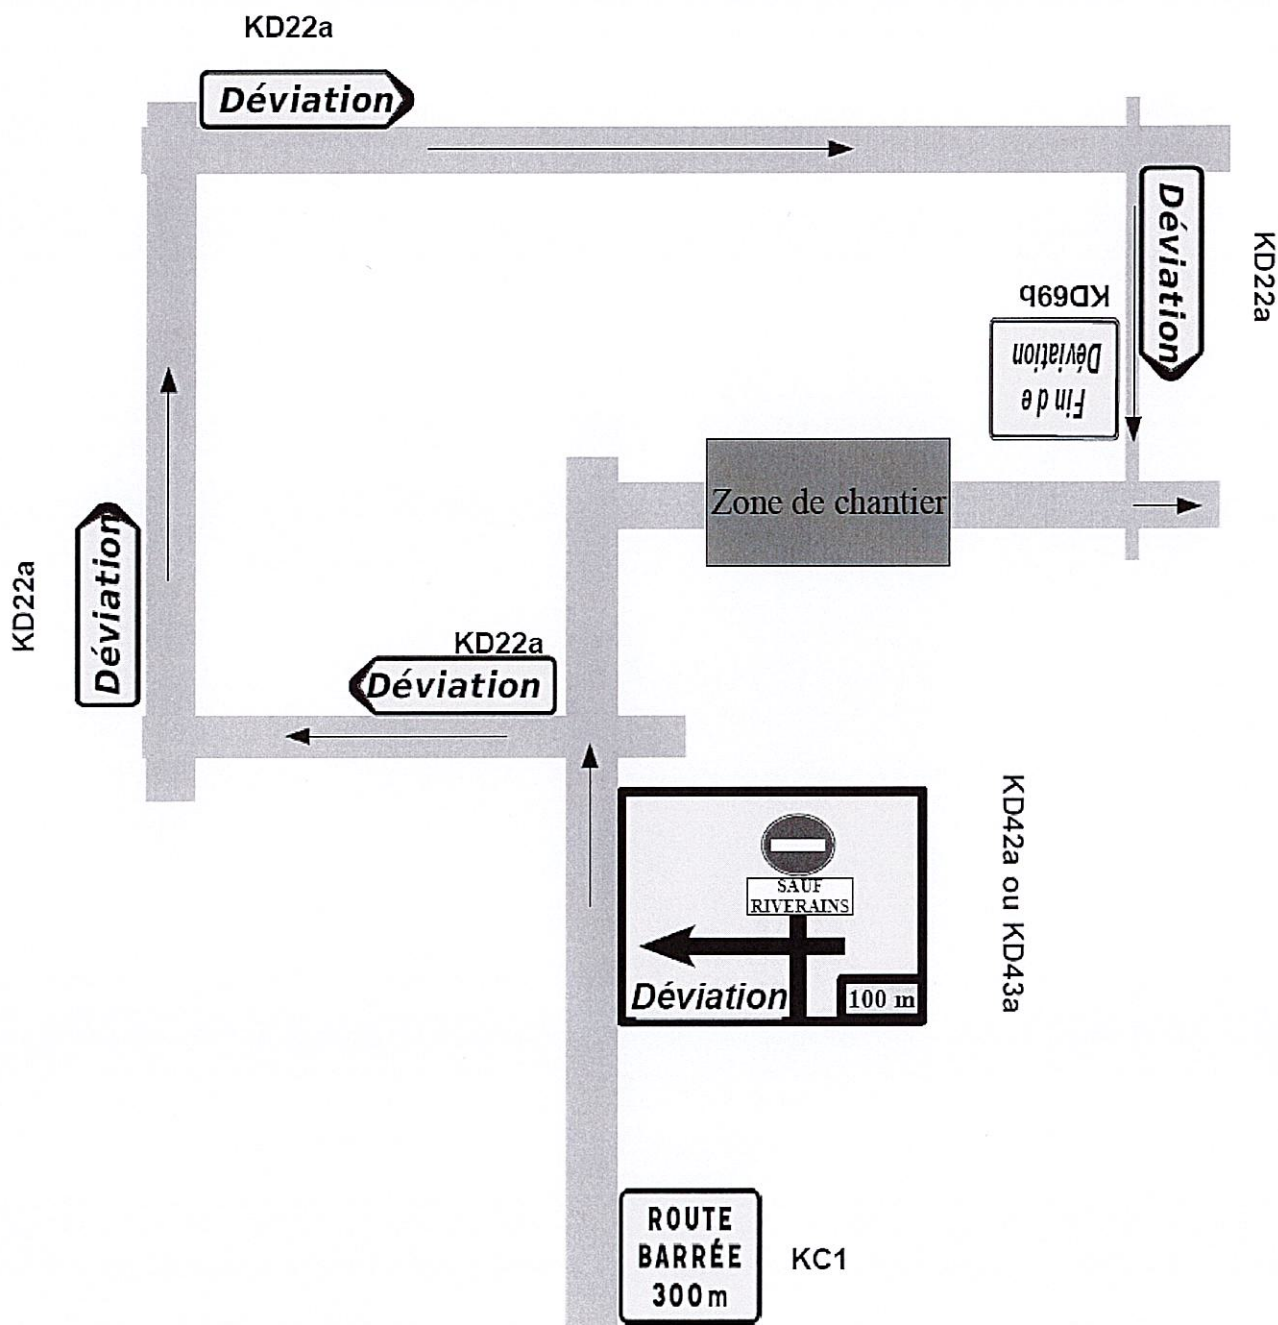 KD22a
Déviation
Déviation
KD22a
KD69b
Fin de
Déviation
Zone de chantier
Déviation
KD22a
KD22a
Déviation
KD42a ou KD43a
SAUF
RIVERAINS
Déviation
100 m
ROUTE
BARRÉE
300 m
KC1